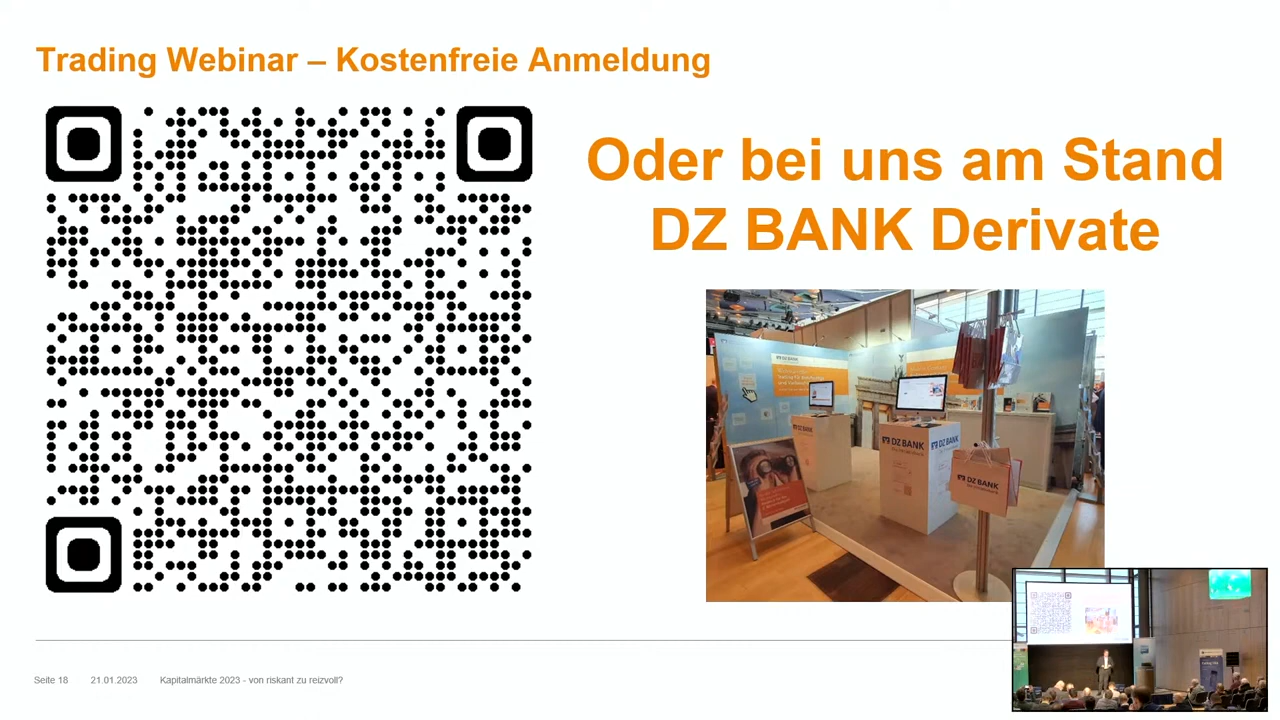 Trading Webinar – Kostenfreie Anmeldung
Oder bei uns am Stand
DZ BANK Derivate
DZ BANK
DZ BANK
DZ BANK
Seite 18 21.01.2023 Kapitalmärkte 2023 - von riskant zu reizvoll?